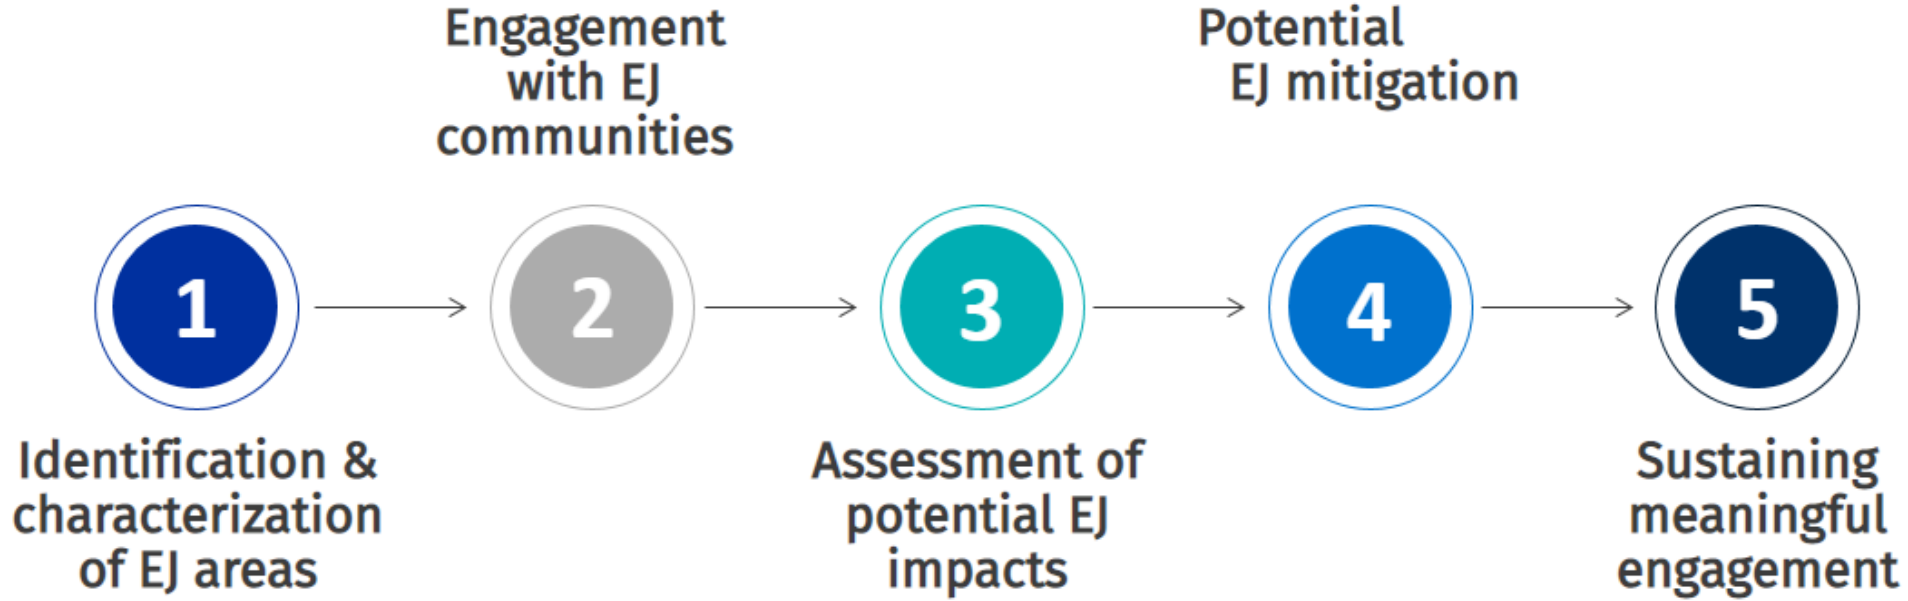 Engagement
with EJ
communities
Potential
EJ mitigation
1
2
3
4
5
Identification &
characterization
of EJ areas
Assessment of
potential EJ
impacts
Sustaining
meaningful
engagement